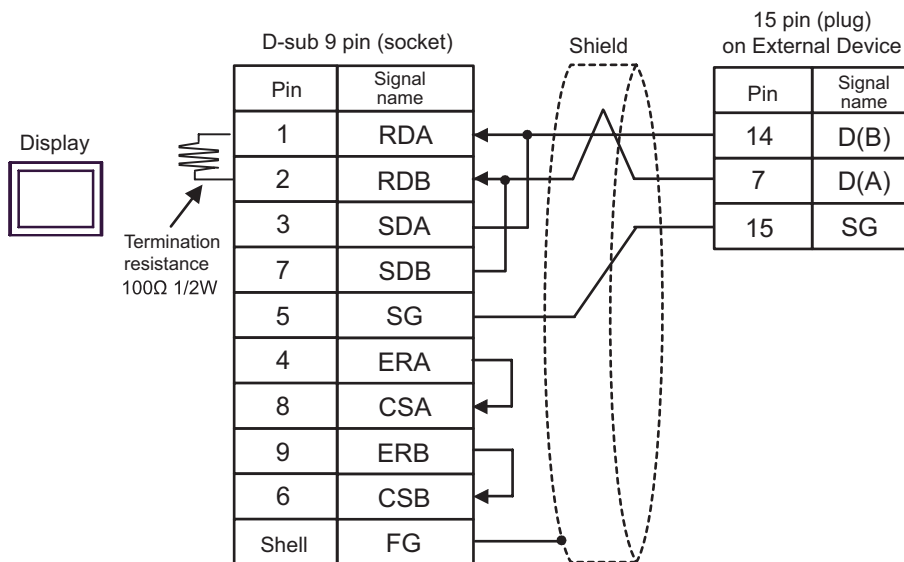 15 pin (plug)
on External Device
D-sub 9 pin (socket)
Shield
Pin Signal name
1 RDA
2 RDB
3 SDA
7 SDB
5 SG
4 ERA
8 CSA
9 ERB
6 CSB
Shell FG
Pin Signal name
14 D(B)
7 D(A)
15 SG
Display
Termination
resistance
100Ω 1/2W